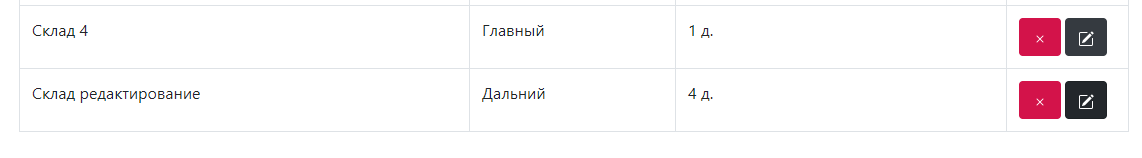 Склад 4 Главный 1 д.
Склад редактирование Дальний 4 д.